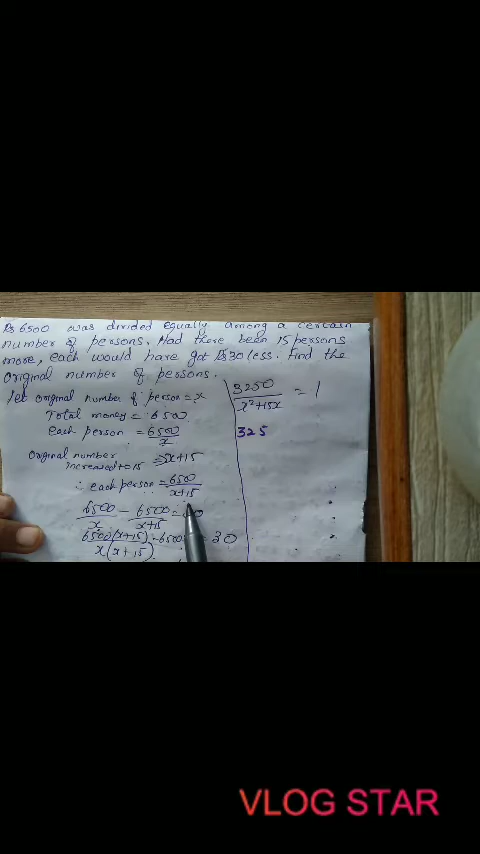 Rs 6500 was divided equally among a certain
number of persons. Had there been 15 persons
more, each would have got Rs 30 less. find the
original number of persons.
let original number of person = x
Total money = 6500
each person = 6500/x
Original number
increased to 15 = x+15
∴ each person = 6500/x+15
6500/x - 6500/x+15 = 30
6500(x+15) - 6500 = 30
x(x+15)
3250/x²+15x = 1
325
VLOG STAR